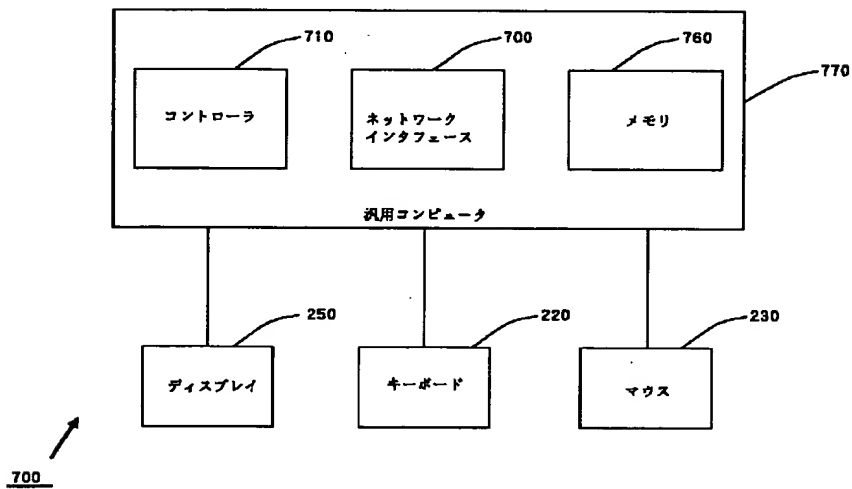 710
700
760
770
コントローラ
ネットワーク
インタフェース
メモリ
汎用コンピュータ
250
220
230
ディスプレイ
キーボード
マウス
700